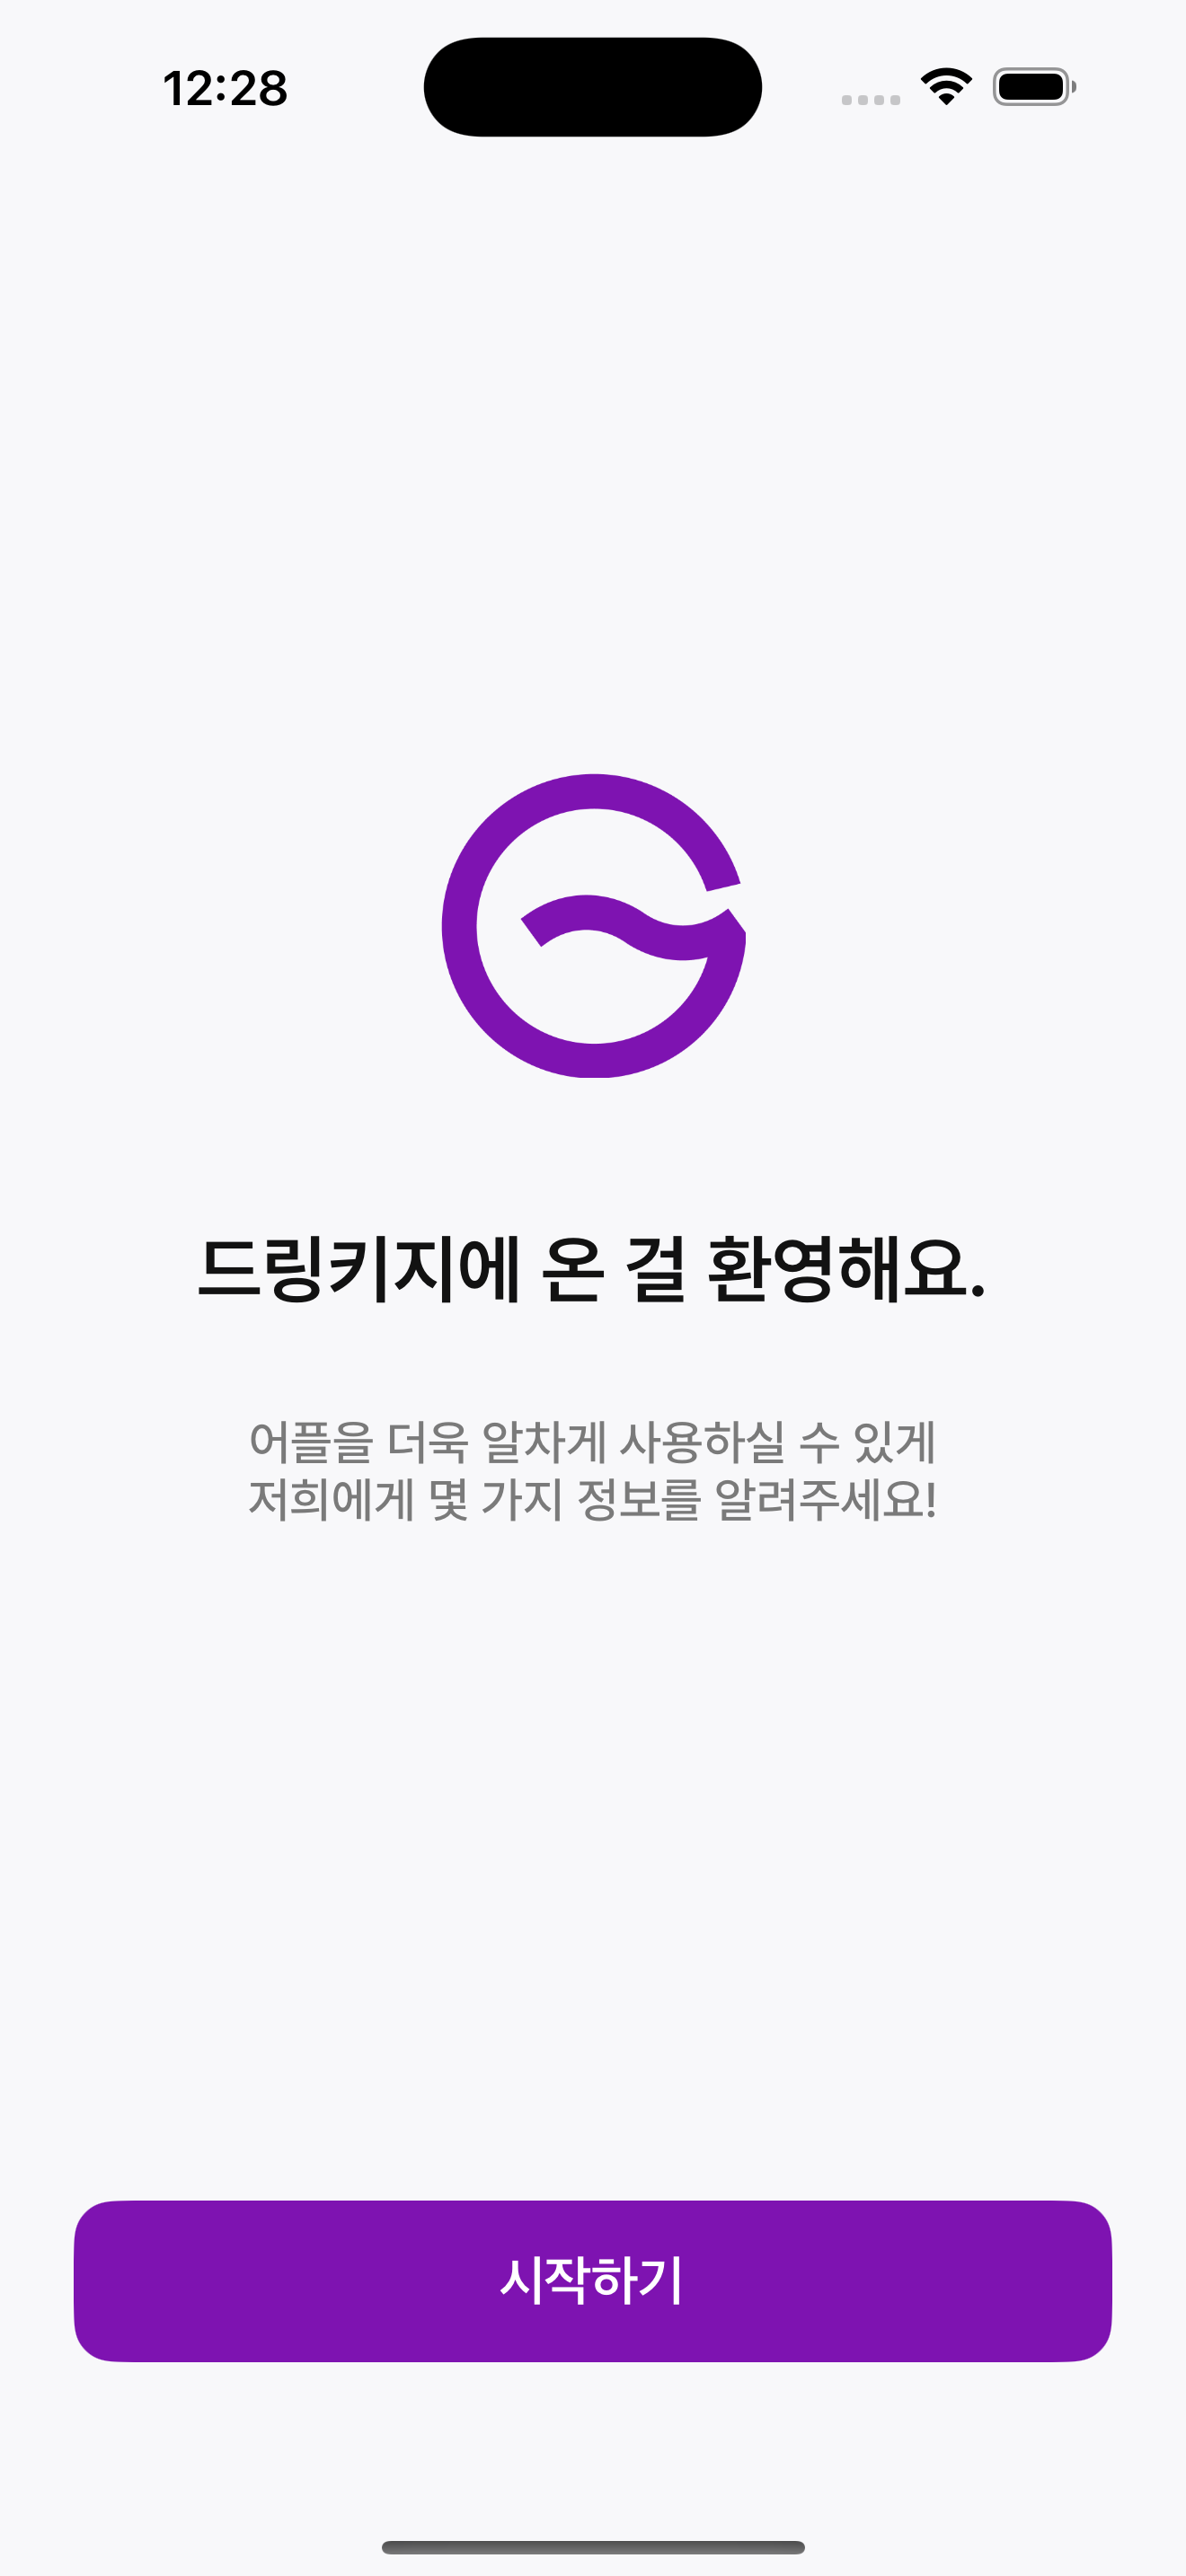 12:28
드링키지에 온 걸 환영해요.
어플을 더욱 알차게 사용하실 수 있게
저희에게 몇 가지 정보를 알려주세요!
시작하기